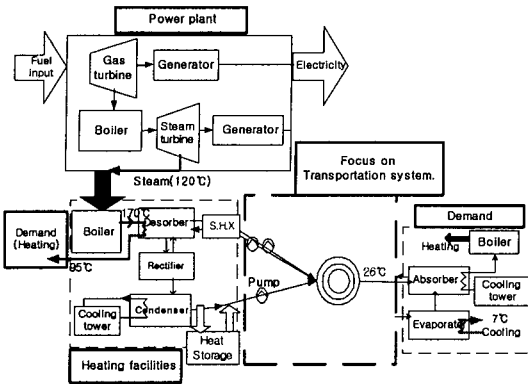 Power plant
Fuel
input
Gas
turbine
Generator
Electricity
Boiler
Steam
turbine
Generator
Steam(120℃)
Focus on
Transportation system.
Demand
(Heating)
Boiler
170℃
Desorber
S.H.X
95℃
Rectifier
Cooling
tower
Condenser
Heat
Storage
Heating facilities
Pump
26℃
Demand
Heating
Boiler
Absorber
Cooling
tower
Evaporate
7℃
Cooling